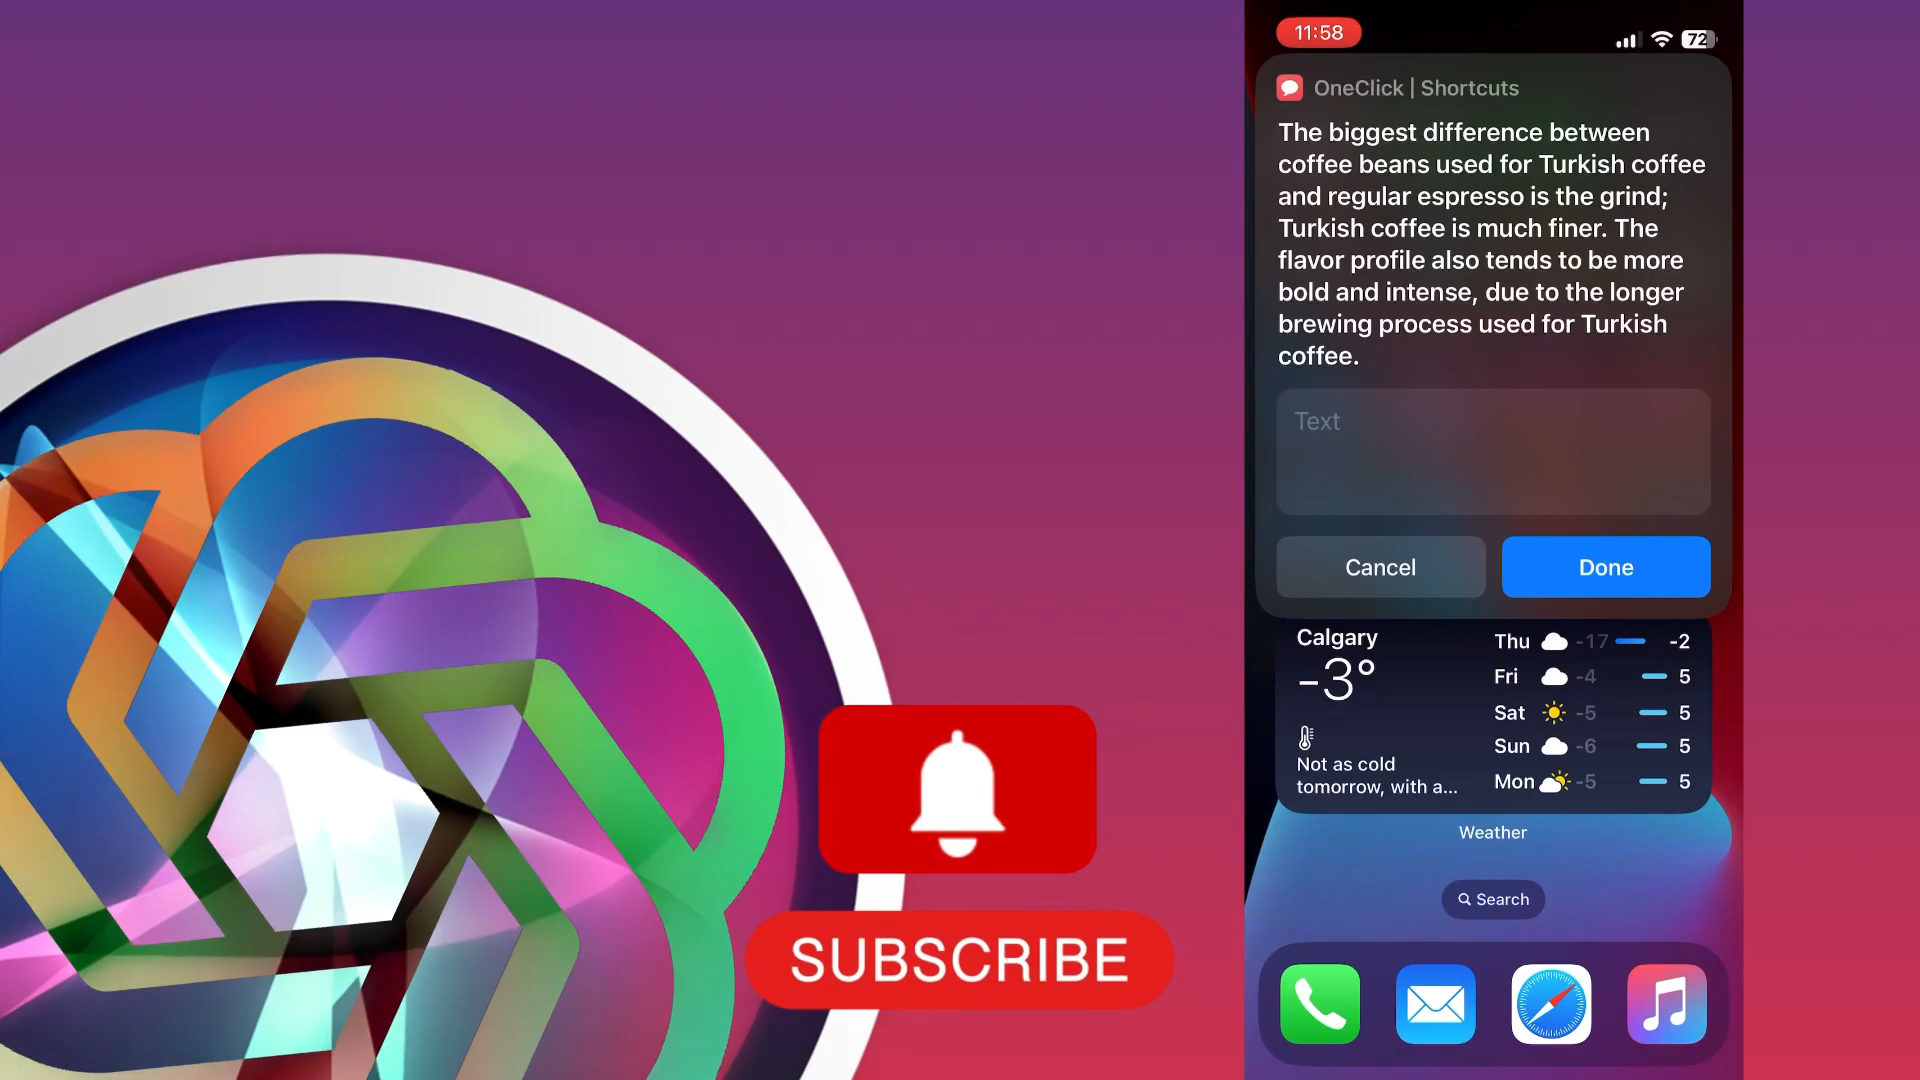 11:58
72
OneClick | Shortcuts
The biggest difference between
coffee beans used for Turkish coffee
and regular espresso is the grind;
Turkish coffee is much finer. The
flavor profile also tends to be more
bold and intense, due to the longer
brewing process used for Turkish
coffee.
Text
Cancel
Done
Calgary
-3°
Not as cold
tomorrow, with a...
Thu -17 -2
Fri -4 5
Sat -5 5
Sun -6 5
Mon -5 5
Weather
Search
SUBSCRIBE